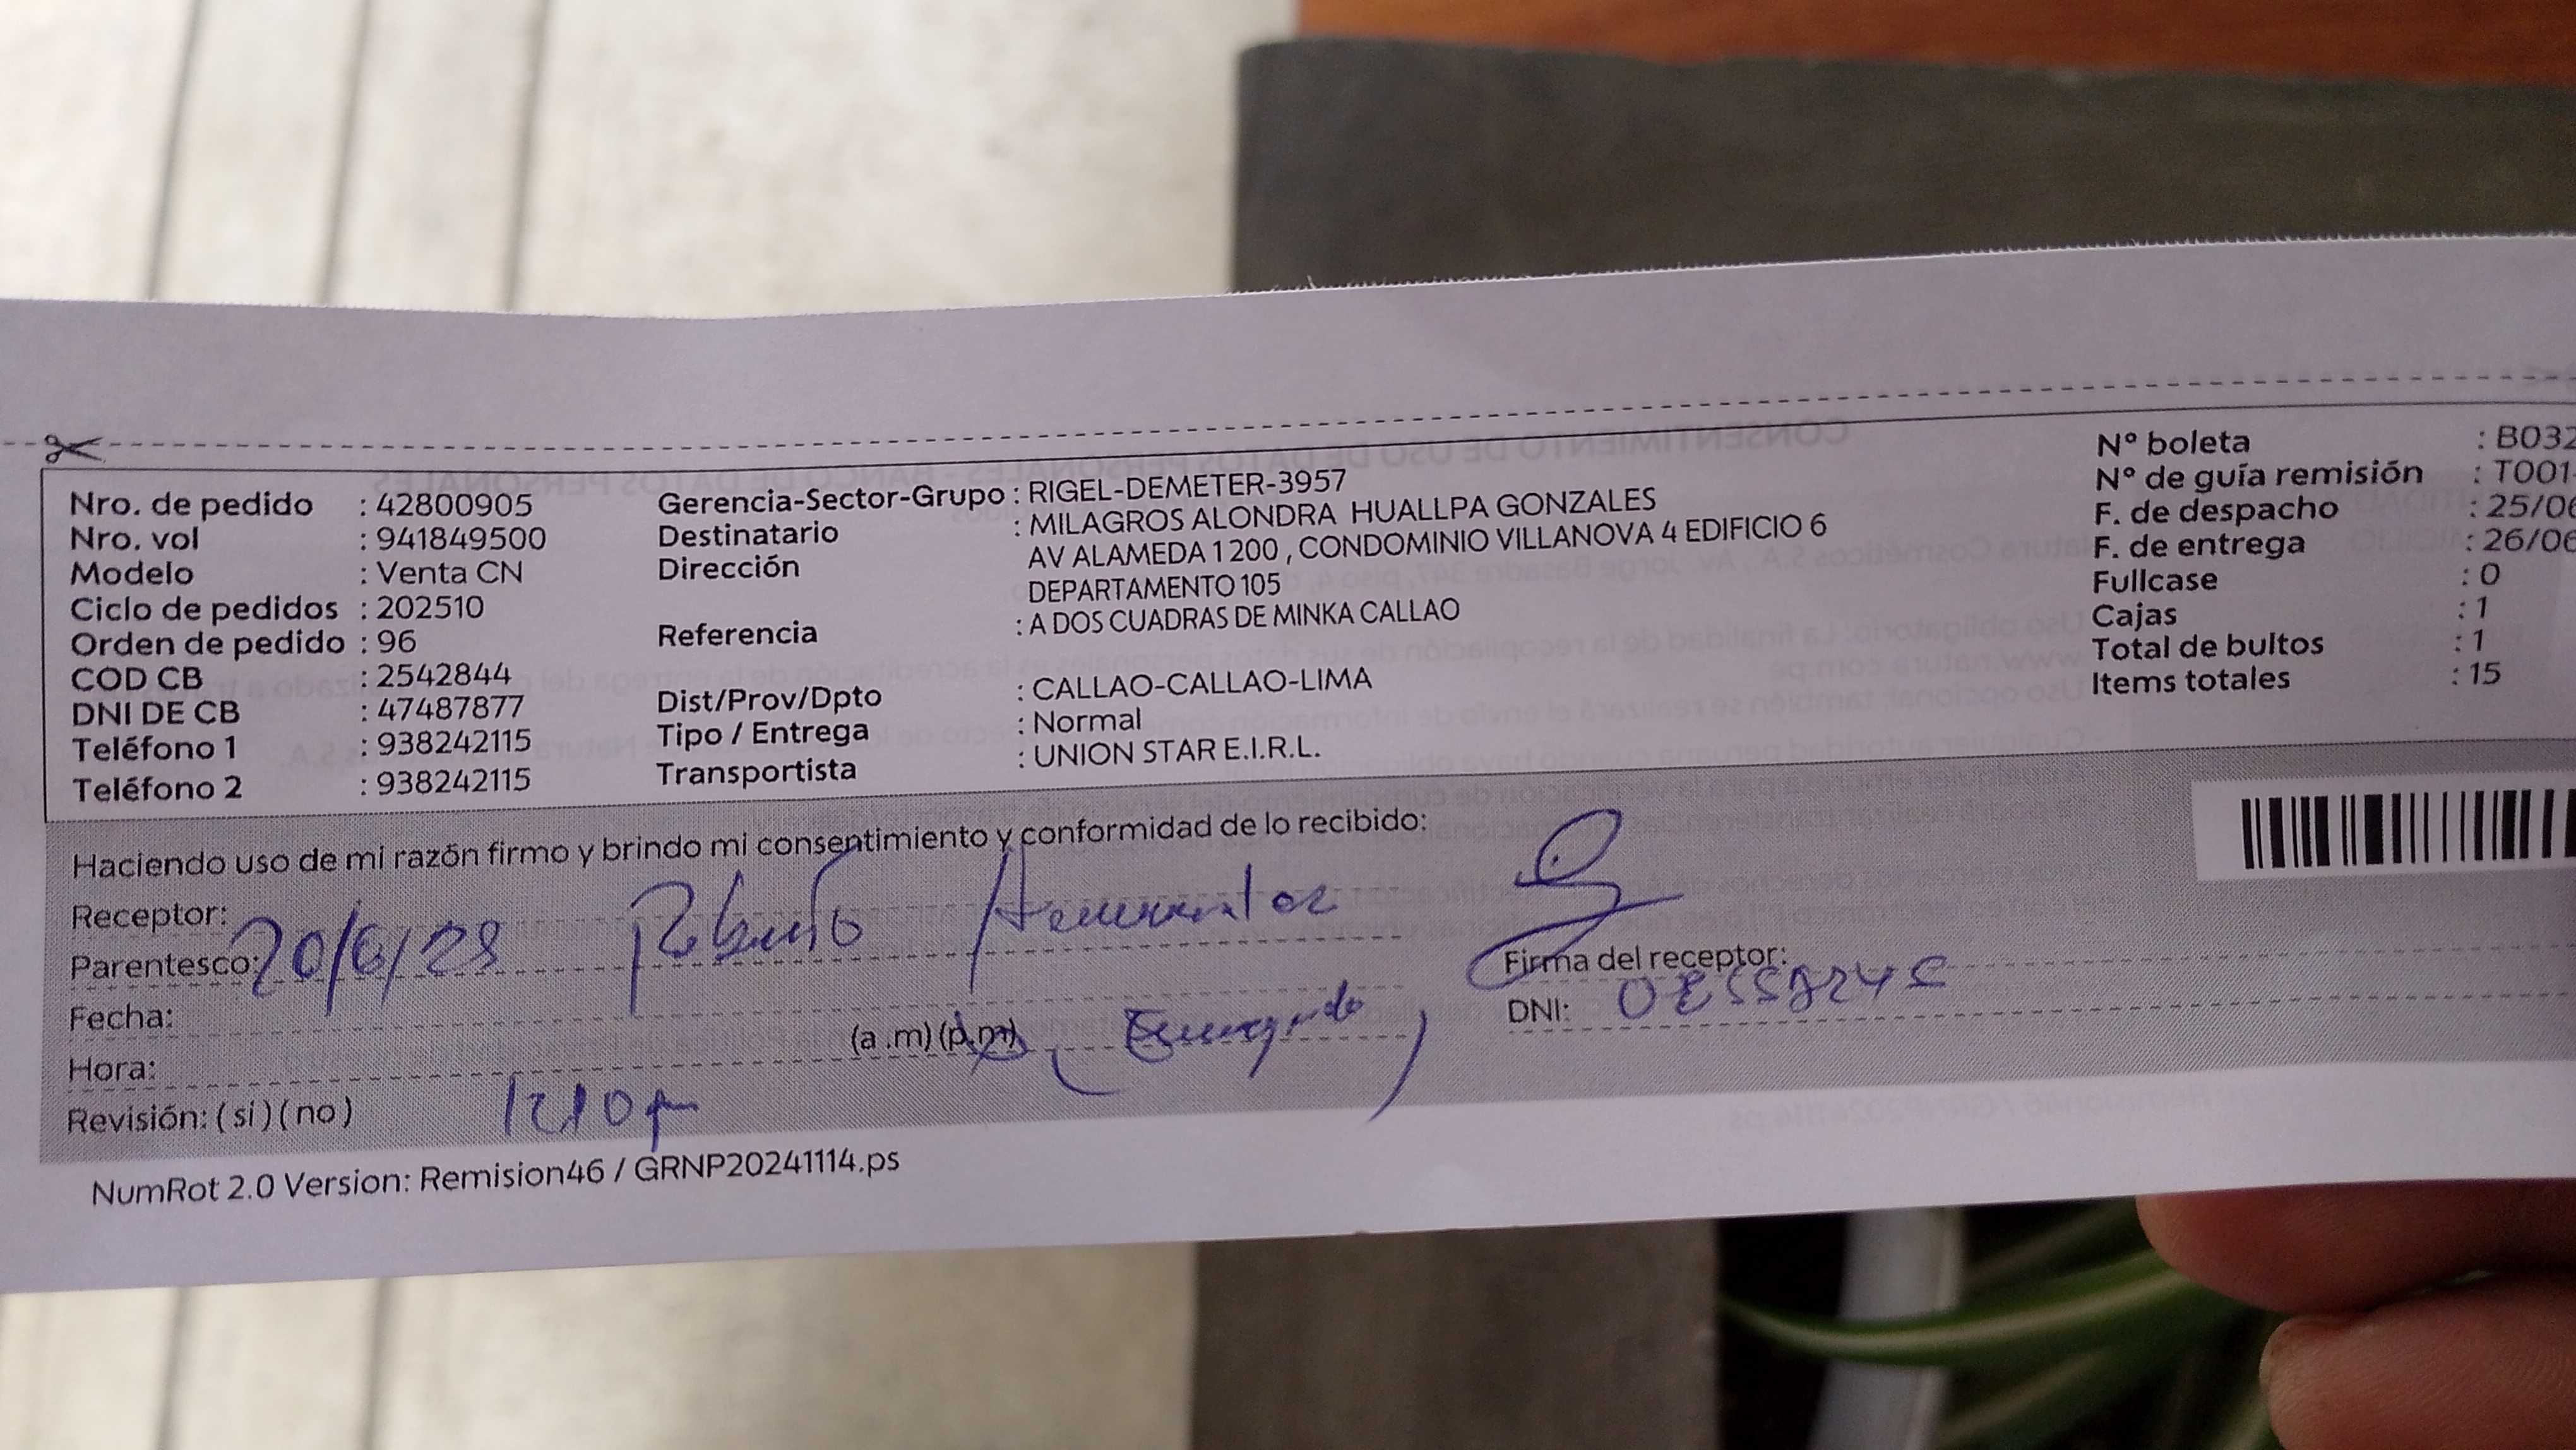 Nro. de pedido : 42800905
Nro. vol : 941849500
Modelo : Venta CN
Ciclo de pedidos : 202510
Orden de pedido : 96
COD CB : 2542844
DNI DE CB : 47487877
Teléfono 1 : 938242115
Teléfono 2 : 938242115
Gerencia-Sector-Grupo : RIGEL-DEMETER-3957
Destinatario : MILAGROS ALONDRA HUALLPA GONZALES
Dirección AV ALAMEDA 1200 , CONDOMINIO VILLANOVA 4 EDIFICIO 6
DEPARTAMENTO 105
Referencia : A DOS CUADRAS DE MINKA CALLAO
Dist/Prov/Dpto : CALLAO-CALLAO-LIMA
Tipo / Entrega : Normal
Transportista : UNION STAR E.I.R.L.
N° boleta : B032
N° de guía remisión : T001-
F. de despacho : 25/06
F. de entrega : 26/06
Fullcase : 0
Cajas : 1
Total de bultos : 1
Items totales : 15
Haciendo uso de mi razón firmo y brindo mi consentimiento y conformidad de lo recibido:
Receptor:
Parentesco:
Fecha:
Hora: (a .m) (p.m)
Revisión: ( si ) ( no )
Firma del receptor:
DNI:
NumRot 2.0 Version: Remision46 / GRNP20241114.ps